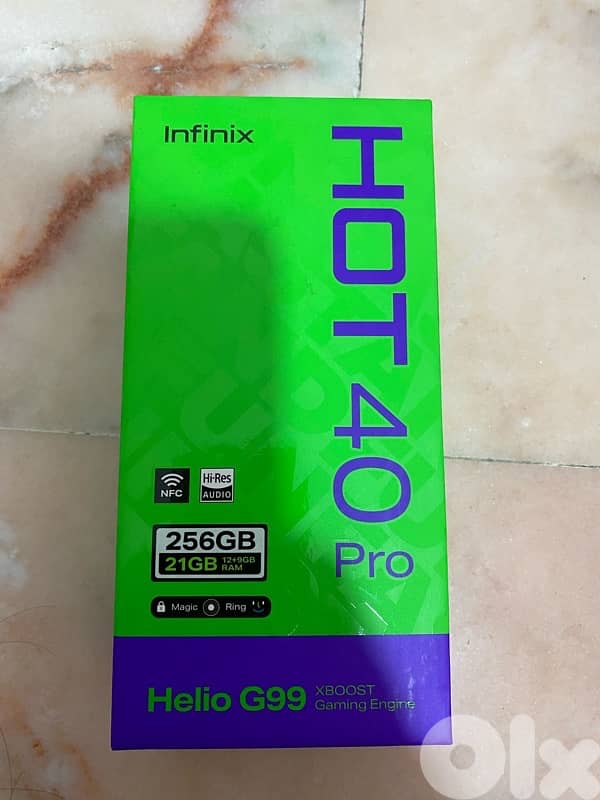 Infinix
HOT 40
Pro
NFC
Hi-Res
AUDIO
256GB
21GB 12+9GB
RAM
Magic Ring
Helio G99 XBOOST
Gaming Engine
Olx